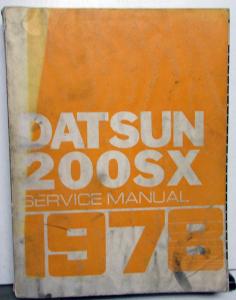 DATSUN
200SX
SERVICE MANUAL
1978